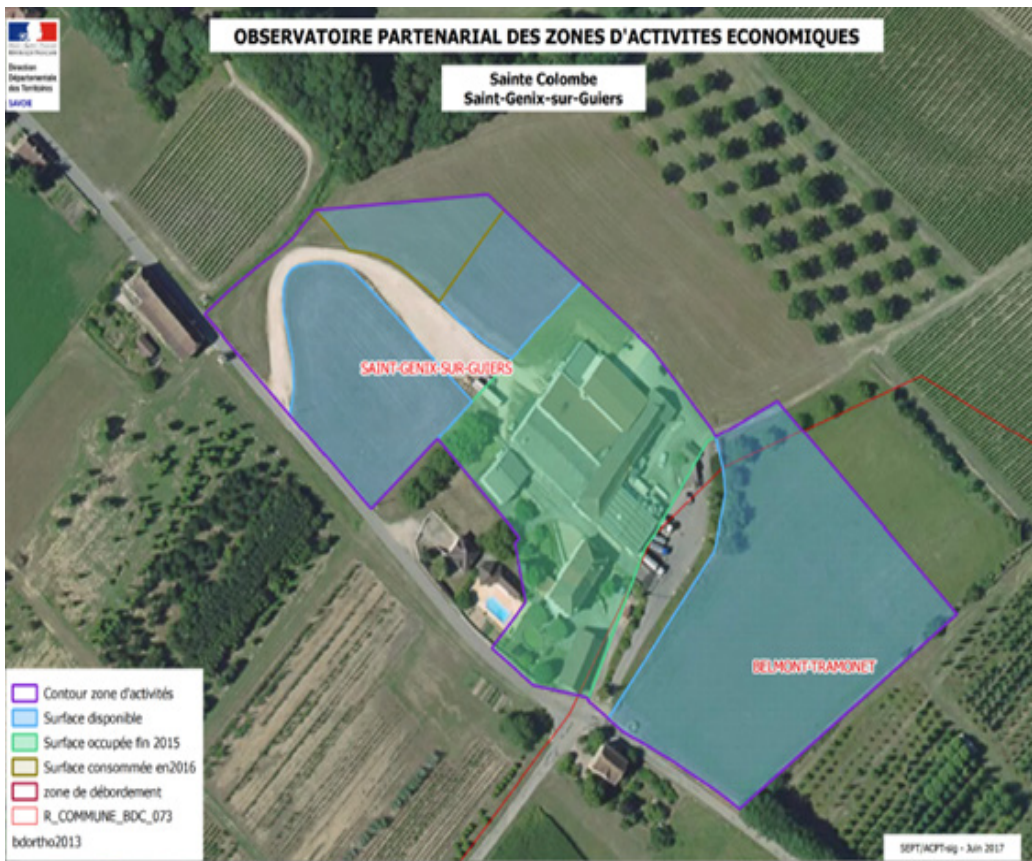 OBSERVATOIRE PARTENARIAL DES ZONES D'ACTIVITES ECONOMIQUES
Direction
Départementale
des Territoires
SAVOIE
Sainte Colombe
Saint-Genix-sur-Guiers
SAINT-GENIX-SUR-GUIERS
BELMONT-TRAMONET
Contour zone d'activités
Surface disponible
Surface occupée fin 2015
Surface consommée en2016
zone de débordement
R_COMMUNE_BDC_073
bdortho2013
SEPT/ACPT-sig - Juin 2017